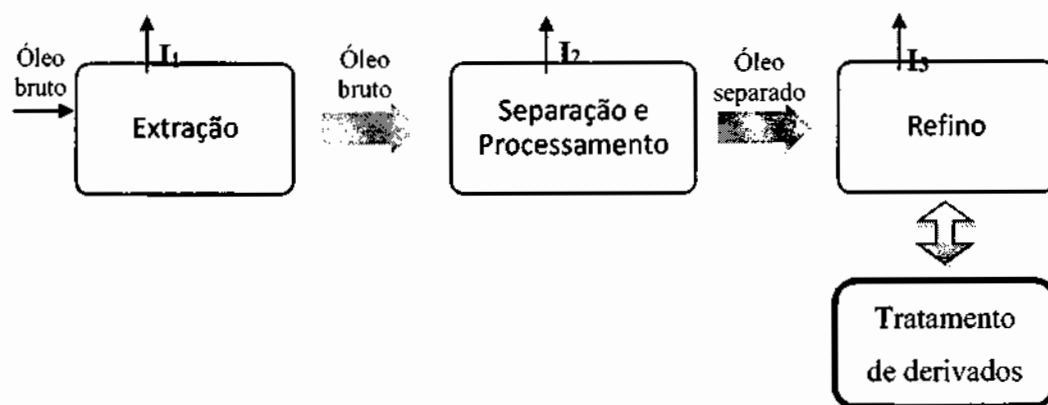 Óleo
bruto
I₁
Extração
Óleo
bruto
I₂
Separação e
Processamento
Óleo
separado
I₃
Refino
Tratamento
de derivados